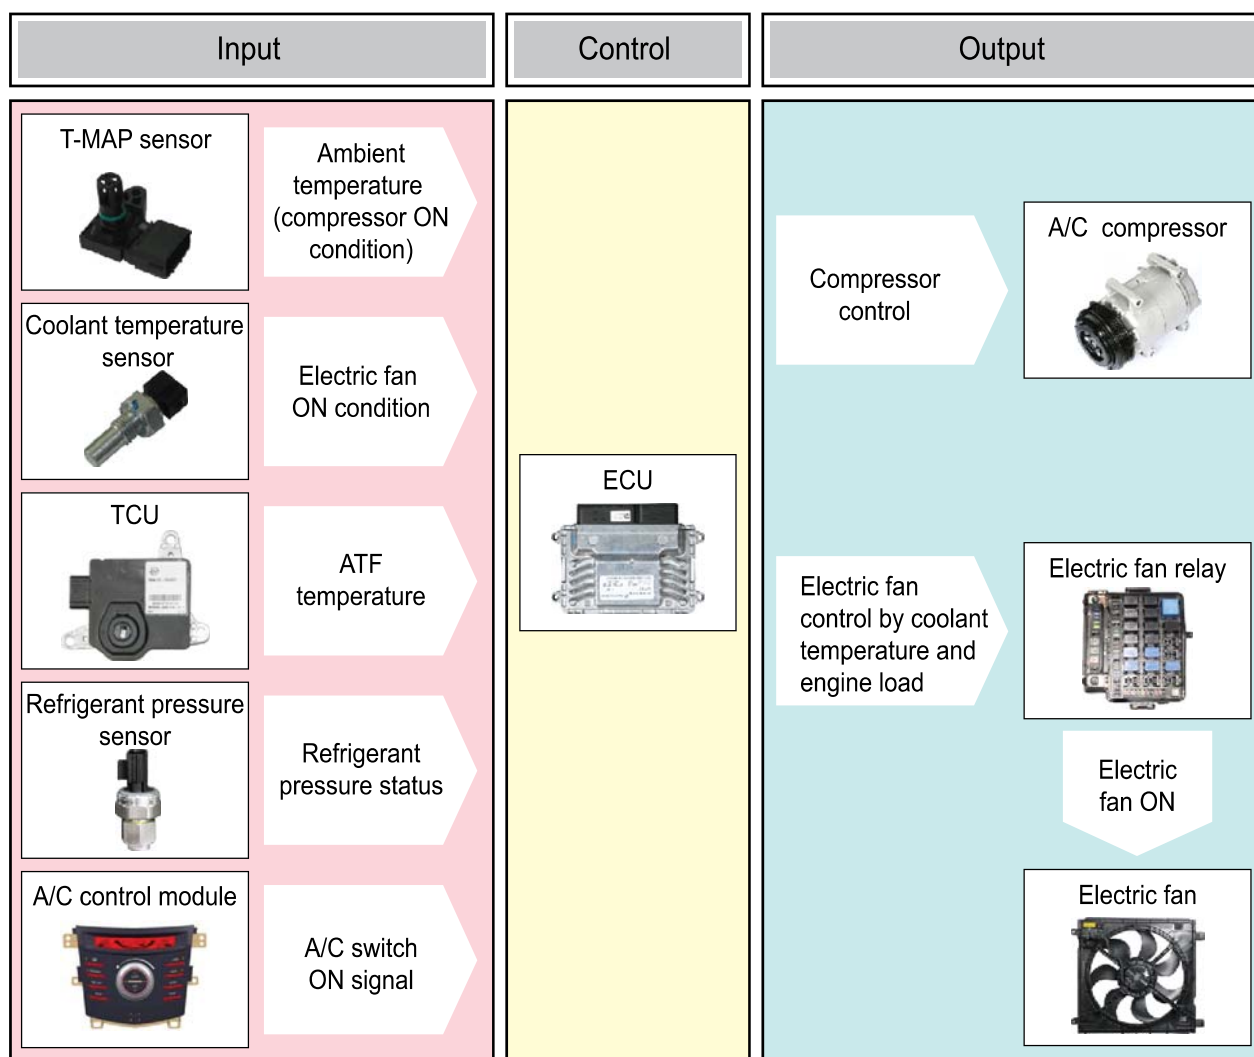 Input
Control
Output
T-MAP sensor
Ambient
temperature
(compressor ON
condition)
Coolant temperature
sensor
Electric fan
ON condition
TCU
ATF
temperature
Refrigerant pressure
sensor
Refrigerant
pressure status
A/C control module
A/C switch
ON signal
ECU
Compressor
control
A/C compressor
Electric fan
control by coolant
temperature and
engine load
Electric fan relay
Electric
fan ON
Electric fan